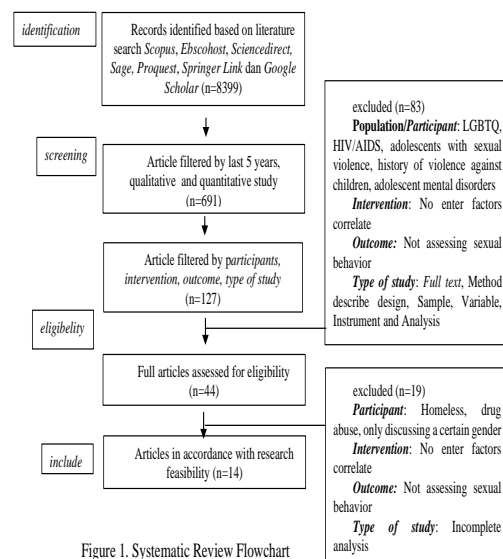 identification
Records identified based on literature
search Scopus, Ebscohost, Sciencedirect,
Sage, Proquest, Springer Link dan Google
Scholar (n=8399)
screening
Article filtered by last 5 years,
qualitative and quantitative study
(n=691)
Article filtered by participants,
intervention, outcome, type of study
(n=127)
excluded (n=83)
Population/Participant: LGBTQ,
HIV/AIDS, adolescents with sexual
violence, history of violence against
children, adolescent mental disorders
Intervention: No enter factors
correlate
Outcome: Not assessing sexual
behavior
Type of study: Full text, Method
describe design, Sample, Variable,
Instrument and Analysis
eligibelity
Full articles assessed for eligibility
(n=44)
excluded (n=19)
Participant: Homeless, drug
abuse, only discussing a certain gender
Intervention: No enter factors
correlate
Outcome: Not assessing sexual
behavior
Type of study: Incomplete
analysis
include
Articles in accordance with research
feasibility (n=14)
Figure 1. Systematic Review Flowchart